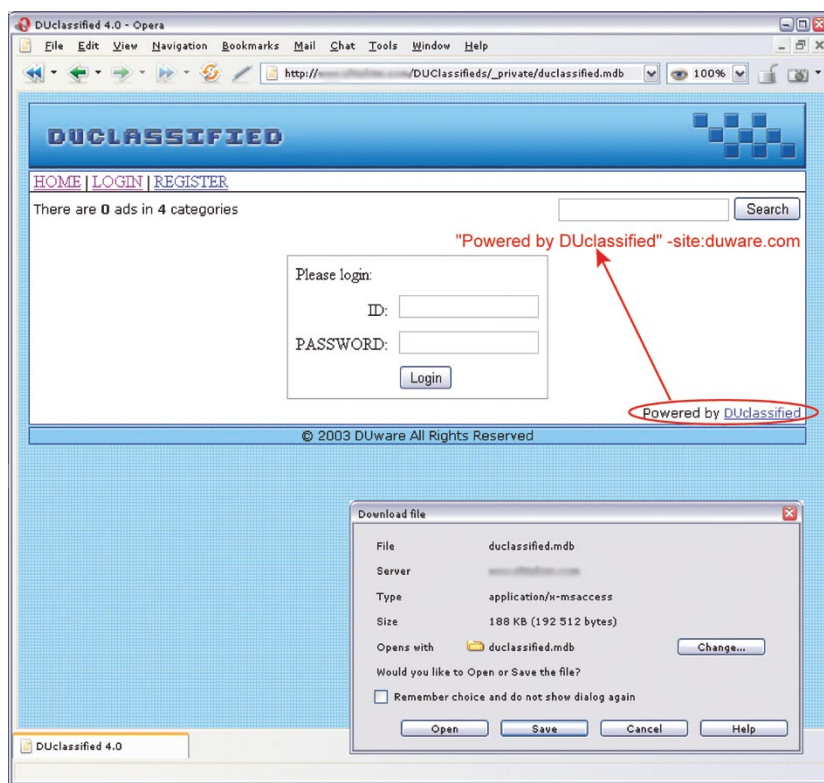 DUclassified 4.0 - Opera
File Edit View Navigation Bookmarks Mail Chat Tools Window Help
http:// /DUClassifieds/_private/duclassified.mdb 100%
DUCLASSIFIED
HOME | LOGIN | REGISTER
There are 0 ads in 4 categories Search
"Powered by DUclassified" -site:duware.com
Please login:
ID:
PASSWORD:
Login
Powered by DUclassified
© 2003 DUware All Rights Reserved
Download file
File duclassified.mdb
Server
Type application/x-msaccess
Size 188 KB (192 512 bytes)
Opens with duclassified.mdb Change...
Would you like to Open or Save the file?
Remember choice and do not show dialog again
Open Save Cancel Help
DUclassified 4.0